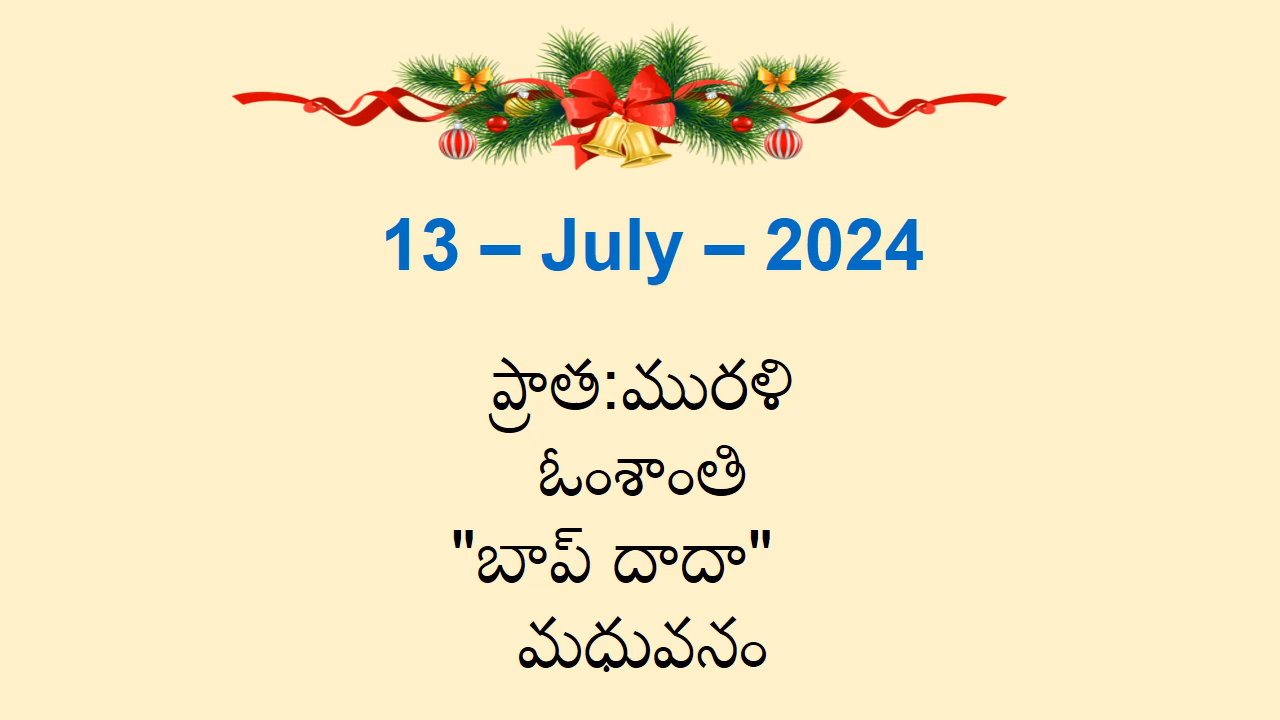 13 – July – 2024
ప్రాత:మురళి
ఓంశాంతి
"బాప్ దాదా"
మధువనం